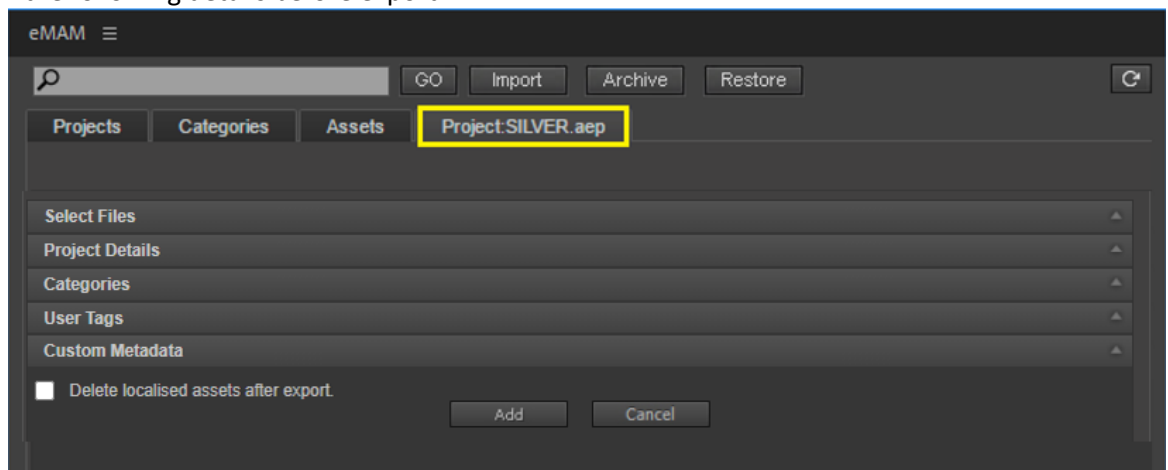 eMAM ☰
GO Import Archive Restore
Projects Categories Assets Project:SILVER.aep
Select Files
Project Details
Categories
User Tags
Custom Metadata
Delete localised assets after export.
Add Cancel